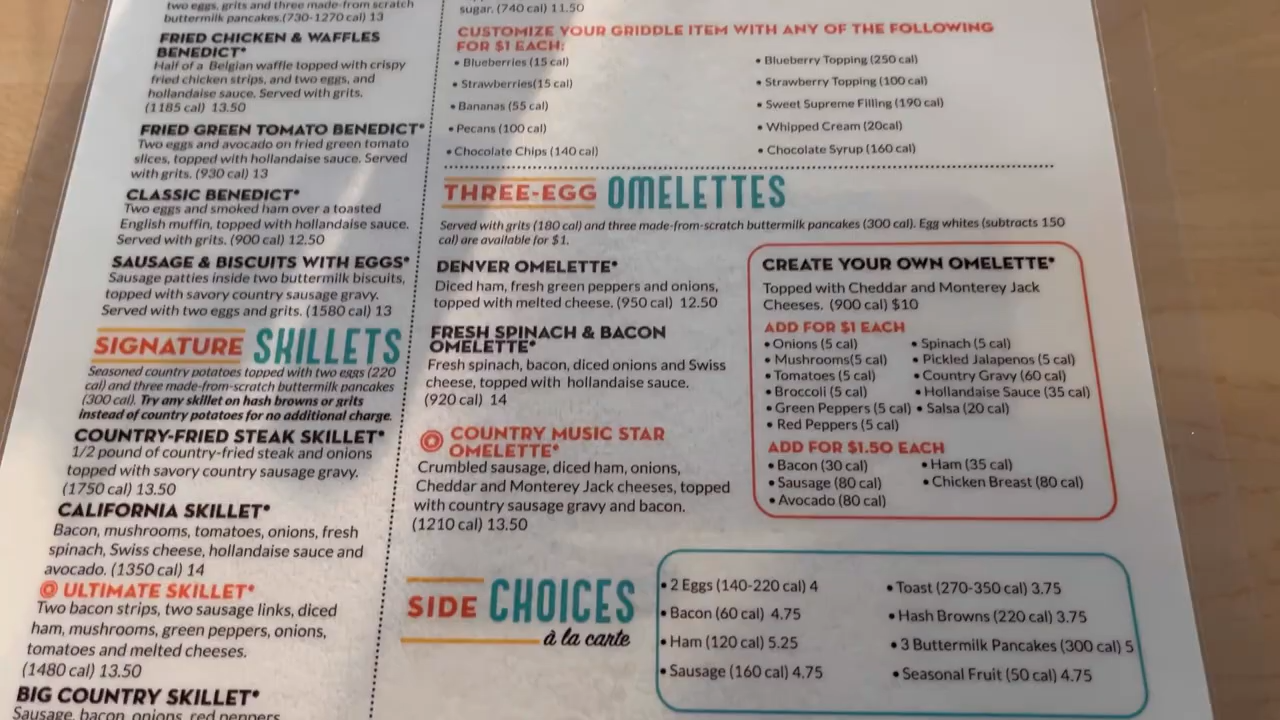 two eggs, grits and three made-from scratch
buttermilk pancakes.(730-1270 cal) 13
FRIED CHICKEN & WAFFLES
BENEDICT*
Half of a Belgian waffle topped with crispy
fried chicken strips, and two eggs, and
hollandaise sauce. Served with grits.
(1185 cal) 13.50
FRIED GREEN TOMATO BENEDICT*
Two eggs and avocado on fried green tomato
slices, topped with hollandaise sauce. Served
with grits. (930 cal) 13
CLASSIC BENEDICT*
Two eggs and smoked ham over a toasted
English muffin, topped with hollandaise sauce.
Served with grits. (900 cal) 12.50
SAUSAGE & BISCUITS WITH EGGS*
Sausage patties inside two buttermilk biscuits,
topped with savory country sausage gravy.
Served with two eggs and grits. (1580 cal) 13
SIGNATURE SKILLETS
Seasoned country potatoes topped with two eggs (220
cal) and three made-from-scratch buttermilk pancakes
(300 cal). Try any skillet on hash browns or grits
instead of country potatoes for no additional charge.
COUNTRY-FRIED STEAK SKILLET*
1/2 pound of country-fried steak and onions
topped with savory country sausage gravy.
(1750 cal) 13.50
CALIFORNIA SKILLET*
Bacon, mushrooms, tomatoes, onions, fresh
spinach, Swiss cheese, hollandaise sauce and
avocado. (1350 cal) 14
ULTIMATE SKILLET*
Two bacon strips, two sausage links, diced
ham, mushrooms, green peppers, onions,
tomatoes and melted cheeses.
(1480 cal) 13.50
BIG COUNTRY SKILLET*
Sausage, bacon, onions, red peppers
sugar. (740 cal) 11.50
CUSTOMIZE YOUR GRIDDLE ITEM WITH ANY OF THE FOLLOWING
FOR $1 EACH:
• Blueberries (15 cal)
• Strawberries(15 cal)
• Bananas (55 cal)
• Pecans (100 cal)
• Chocolate Chips (140 cal)
• Blueberry Topping (250 cal)
• Strawberry Topping (100 cal)
• Sweet Supreme Filling (190 cal)
• Whipped Cream (20cal)
• Chocolate Syrup (160 cal)
THREE-EGG OMELETTES
Served with grits (180 cal) and three made-from-scratch buttermilk pancakes (300 cal). Egg whites (subtracts 150
cal) are available for $1.
DENVER OMELETTE*
Diced ham, fresh green peppers and onions,
topped with melted cheese. (950 cal) 12.50
FRESH SPINACH & BACON
OMELETTE*
Fresh spinach, bacon, diced onions and Swiss
cheese, topped with hollandaise sauce.
(920 cal) 14
COUNTRY MUSIC STAR
OMELETTE*
Crumbled sausage, diced ham, onions,
Cheddar and Monterey Jack cheeses, topped
with country sausage gravy and bacon.
(1210 cal) 13.50
CREATE YOUR OWN OMELETTE*
Topped with Cheddar and Monterey Jack
Cheeses. (900 cal) $10
ADD FOR $1 EACH
• Onions (5 cal)
• Mushrooms(5 cal)
• Tomatoes (5 cal)
• Broccoli (5 cal)
• Green Peppers (5 cal)
• Red Peppers (5 cal)
• Spinach (5 cal)
• Pickled Jalapenos (5 cal)
• Country Gravy (60 cal)
• Hollandaise Sauce (35 cal)
• Salsa (20 cal)
ADD FOR $1.50 EACH
• Bacon (30 cal)
• Sausage (80 cal)
• Avocado (80 cal)
• Ham (35 cal)
• Chicken Breast (80 cal)
SIDE CHOICES
à la carte
• 2 Eggs (140-220 cal) 4
• Bacon (60 cal) 4.75
• Ham (120 cal) 5.25
• Sausage (160 cal) 4.75
• Toast (270-350 cal) 3.75
• Hash Browns (220 cal) 3.75
• 3 Buttermilk Pancakes (300 cal) 5
• Seasonal Fruit (50 cal) 4.75